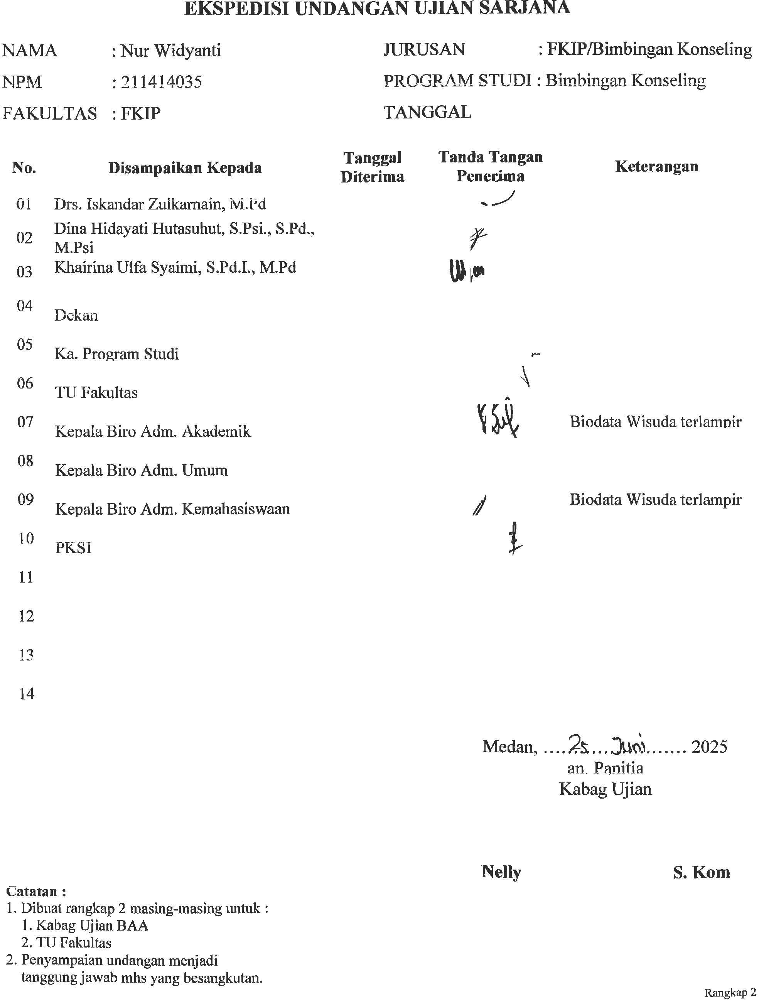 EKSPEDISI UNDANGAN UJIAN SARJANA
NAMA : Nur Widyanti JURUSAN : FKIP/Bimbingan Konseling
NPM : 211414035 PROGRAM STUDI : Bimbingan Konseling
FAKULTAS : FKIP TANGGAL
No. Disampaikan Kepada Tanggal Diterima Tanda Tangan Penerima Keterangan
01 Drs. Iskandar Zulkarnain, M.Pd
02 Dina Hidayati Hutasuhut, S.Psi., S.Pd.,
M.Psi
03 Khairina Ulfa Syaimi, S.Pd.I., M.Pd
04 Dekan
05 Ka. Program Studi
06 TU Fakultas
07 Kepala Biro Adm. Akademik Biodata Wisuda terlampir
08 Kepala Biro Adm. Umum
09 Kepala Biro Adm. Kemahasiswaan Biodata Wisuda terlampir
10 PKSI
11
12
13
14
Medan, ....25...Juni....... 2025
an. Panitia
Kabag Ujian
Nelly S. Kom
Catatan :
1. Dibuat rangkap 2 masing-masing untuk :
1. Kabag Ujian BAA
2. TU Fakultas
2. Penyampaian undangan menjadi
tanggung jawab mhs yang besangkutan.
Rangkap 2